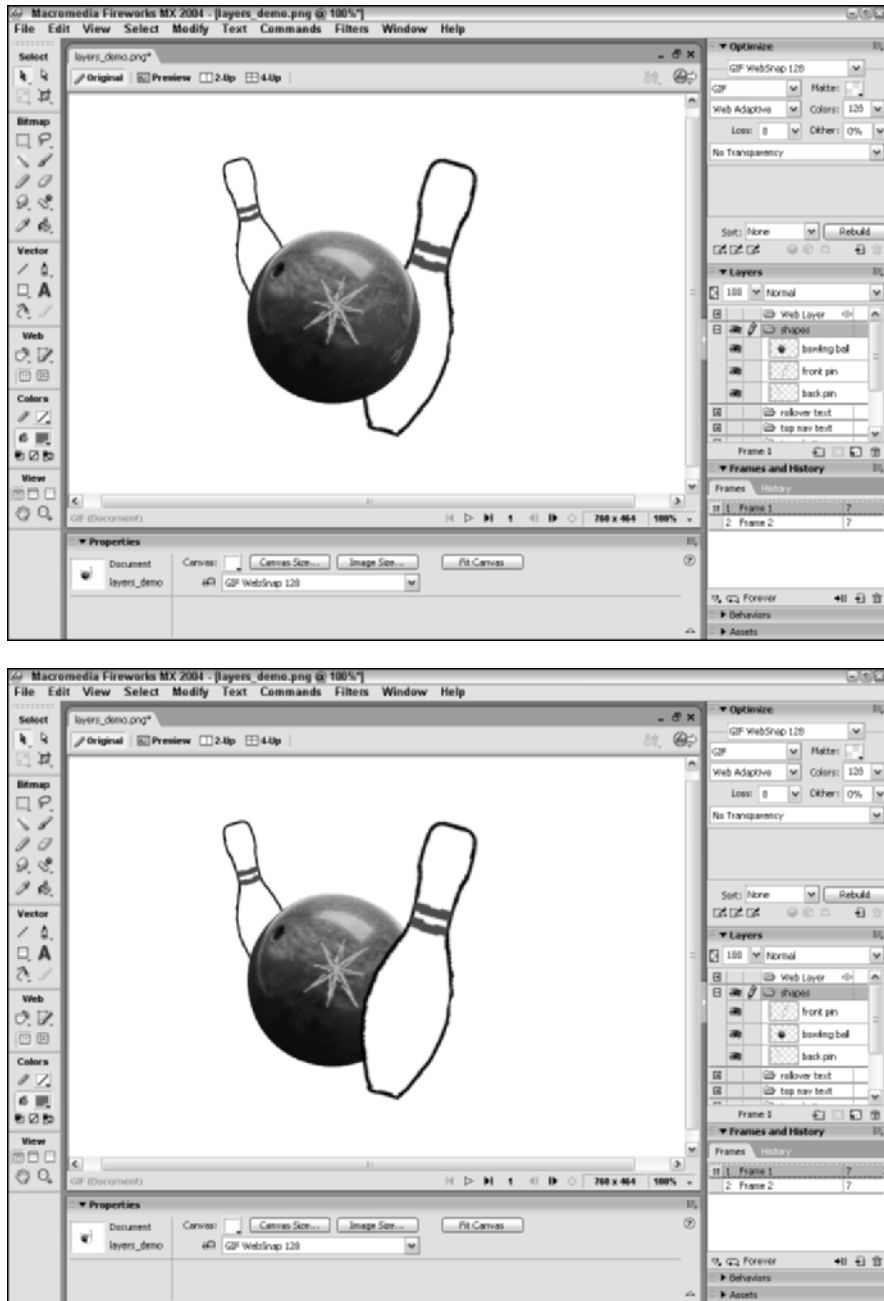 Macromedia Fireworks MX 2004 - [layers_demo.png @ 100%*]
File Edit View Select Modify Text Commands Filters Window Help
Select
layers_demo.png*
Original Preview 2-Up 4-Up
Bitmap
Vector
Web
Colors
View
GIF (Document)
1
760 x 464
100%
Properties
Document
layers_demo
Canvas:
Canvas Size...
Image Size...
Fit Canvas
GIF WebSnap 128
Optimize
GIF WebSnap 128
GIF
Matte:
Web Adaptive
Colors: 128
Loss: 0
Dither: 0%
No Transparency
Sort: None
Rebuild
Layers
100 Normal
Web Layer
shapes
bowling ball
front pin
back pin
rollover text
top nav text
Frame 1
Frames and History
Frames History
1 Frame 1 7
2 Frame 2 7
Forever
Behaviors
Assets
Macromedia Fireworks MX 2004 - [layers_demo.png @ 100%*]
File Edit View Select Modify Text Commands Filters Window Help
Select
layers_demo.png*
Original Preview 2-Up 4-Up
Bitmap
Vector
Web
Colors
View
GIF (Document)
1
760 x 464
100%
Properties
Document
layers_demo
Canvas:
Canvas Size...
Image Size...
Fit Canvas
GIF WebSnap 128
Optimize
GIF WebSnap 128
GIF
Matte:
Web Adaptive
Colors: 128
Loss: 0
Dither: 0%
No Transparency
Sort: None
Rebuild
Layers
100 Normal
Web Layer
shapes
front pin
bowling ball
back pin
rollover text
top nav text
Frame 1
Frames and History
Frames History
1 Frame 1 7
2 Frame 2 7
Forever
Behaviors
Assets